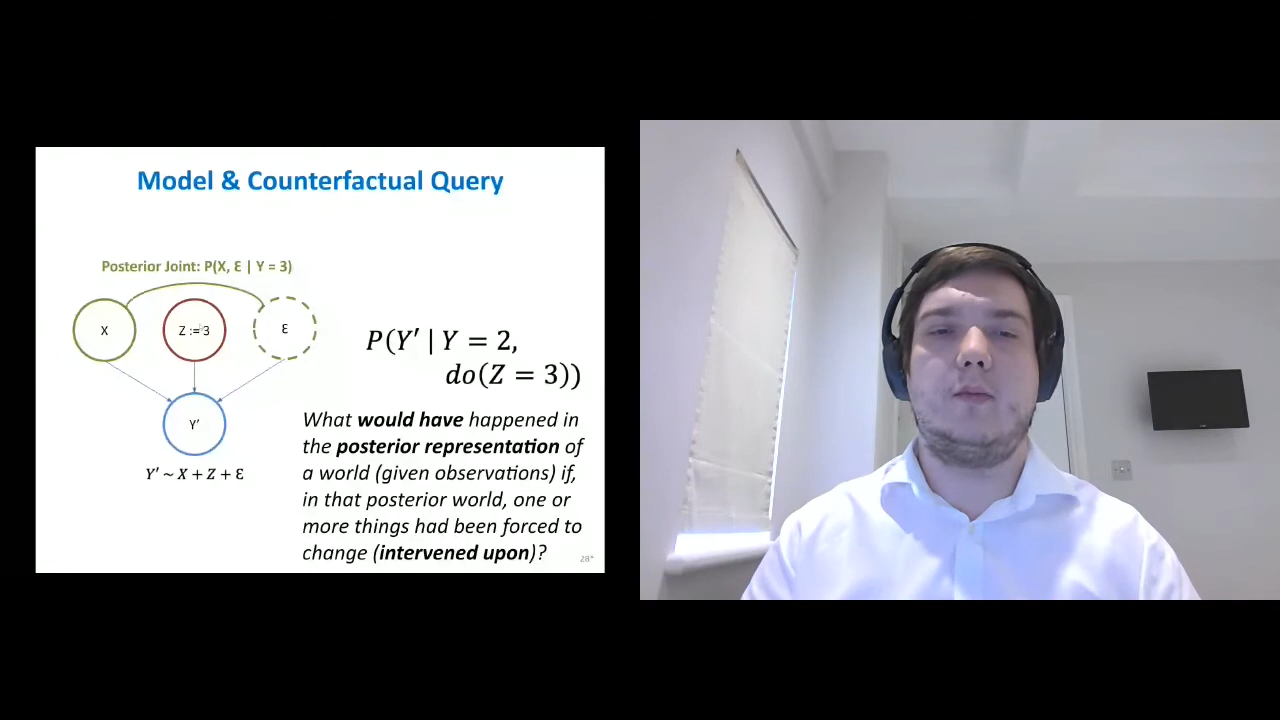 Model & Counterfactual Query
Posterior Joint: P(X, Ɛ | Y = 3)
X
Z := 3
Ɛ
Y'
Y' ~ X + Z + Ɛ
P(Y' | Y = 2,
do(Z = 3))
What would have happened in
the posterior representation of
a world (given observations) if,
in that posterior world, one or
more things had been forced to
change (intervened upon)?
28*